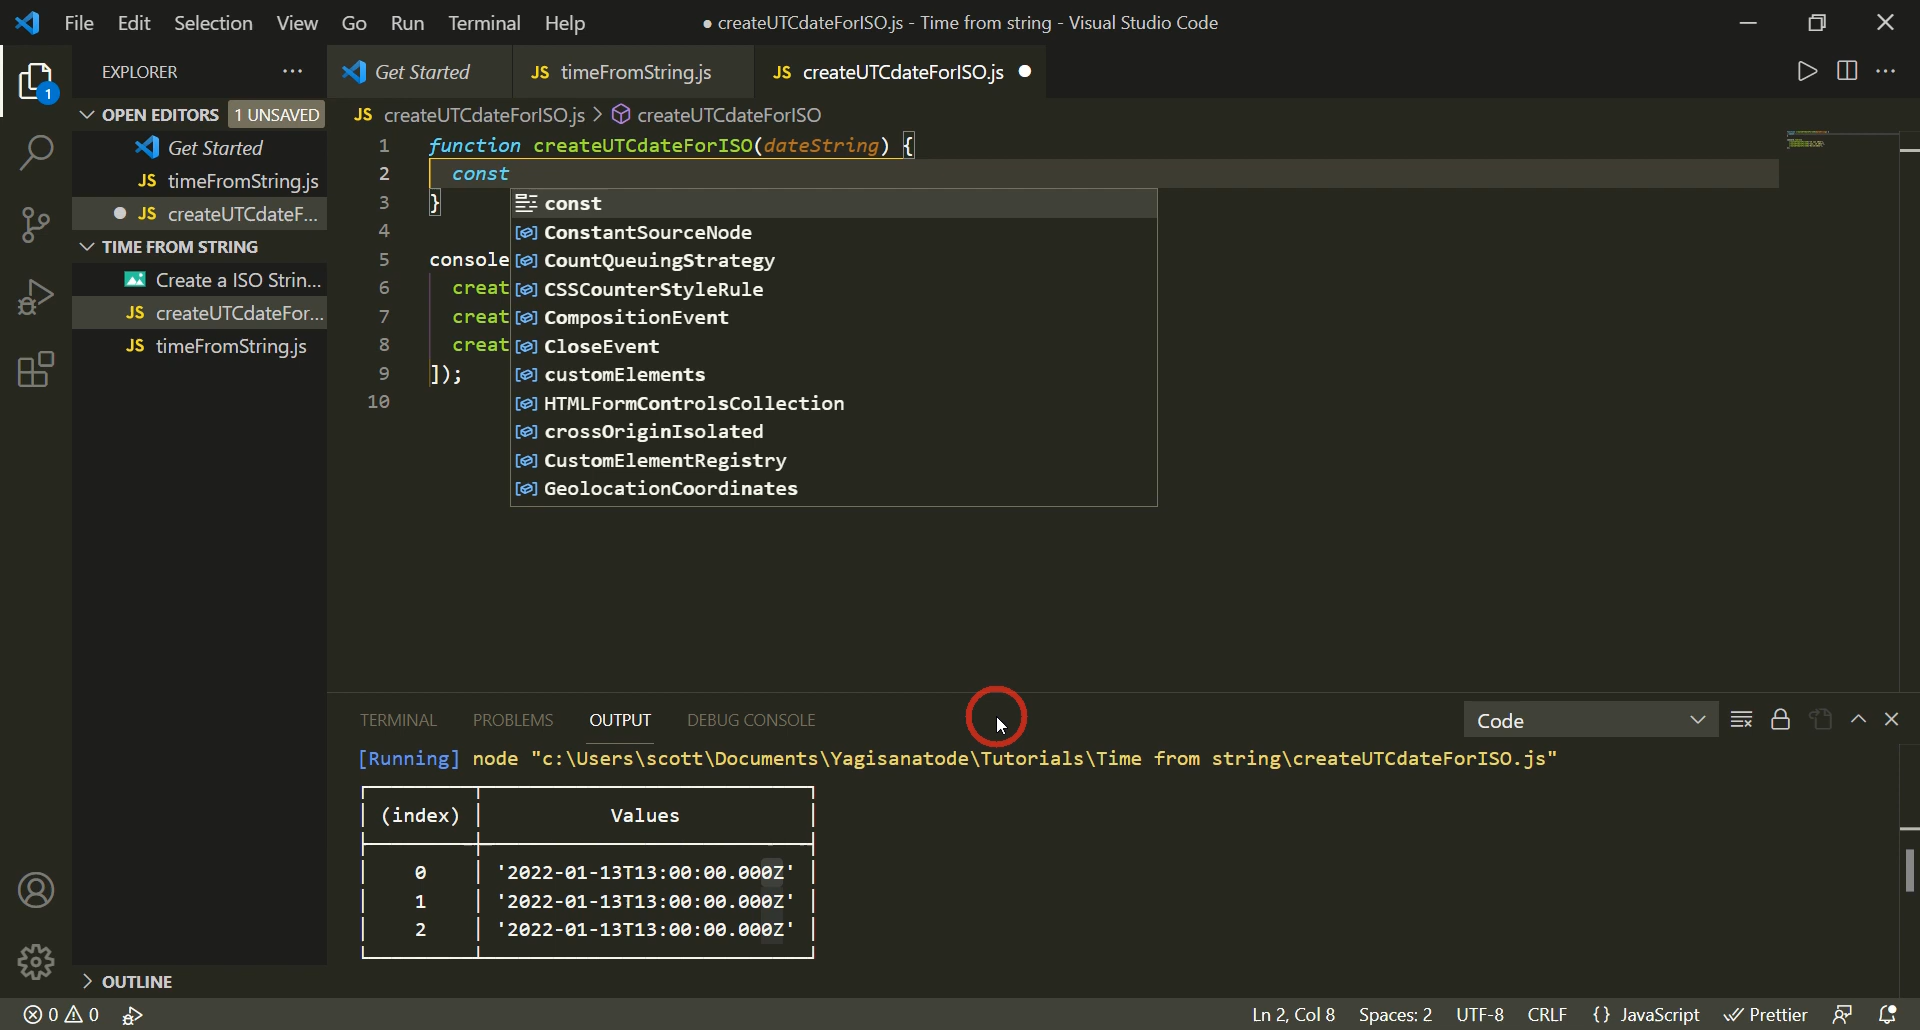 File Edit Selection View Go Run Terminal Help
● createUTCdateForISO.js - Time from string - Visual Studio Code
EXPLORER ···
Get Started
JS timeFromString.js
JS createUTCdateForISO.js ●
1
OPEN EDITORS 1 UNSAVED
Get Started
JS timeFromString.js
● JS createUTCdateF...
TIME FROM STRING
Create a ISO Strin...
JS createUTCdateFor...
JS timeFromString.js
OUTLINE
JS createUTCdateForISO.js > createUTCdateForISO
1 function createUTCdateForISO(dateString) {
2 const
3 }
4
5 console
6 creat
7 creat
8 creat
9 ]);
10
const
ConstantSourceNode
CountQueuingStrategy
CSSCounterStyleRule
CompositionEvent
CloseEvent
customElements
HTMLFormControlsCollection
crossOriginIsolated
CustomElementRegistry
GeolocationCoordinates
TERMINAL PROBLEMS OUTPUT DEBUG CONSOLE
Code
[Running] node "c:\Users\scott\Documents\Yagisanatode\Tutorials\Time from string\createUTCdateForISO.js"
(index) Values
0 '2022-01-13T13:00:00.000Z'
1 '2022-01-13T13:00:00.000Z'
2 '2022-01-13T13:00:00.000Z'
0 0
Ln 2, Col 8 Spaces: 2 UTF-8 CRLF {} JavaScript Prettier